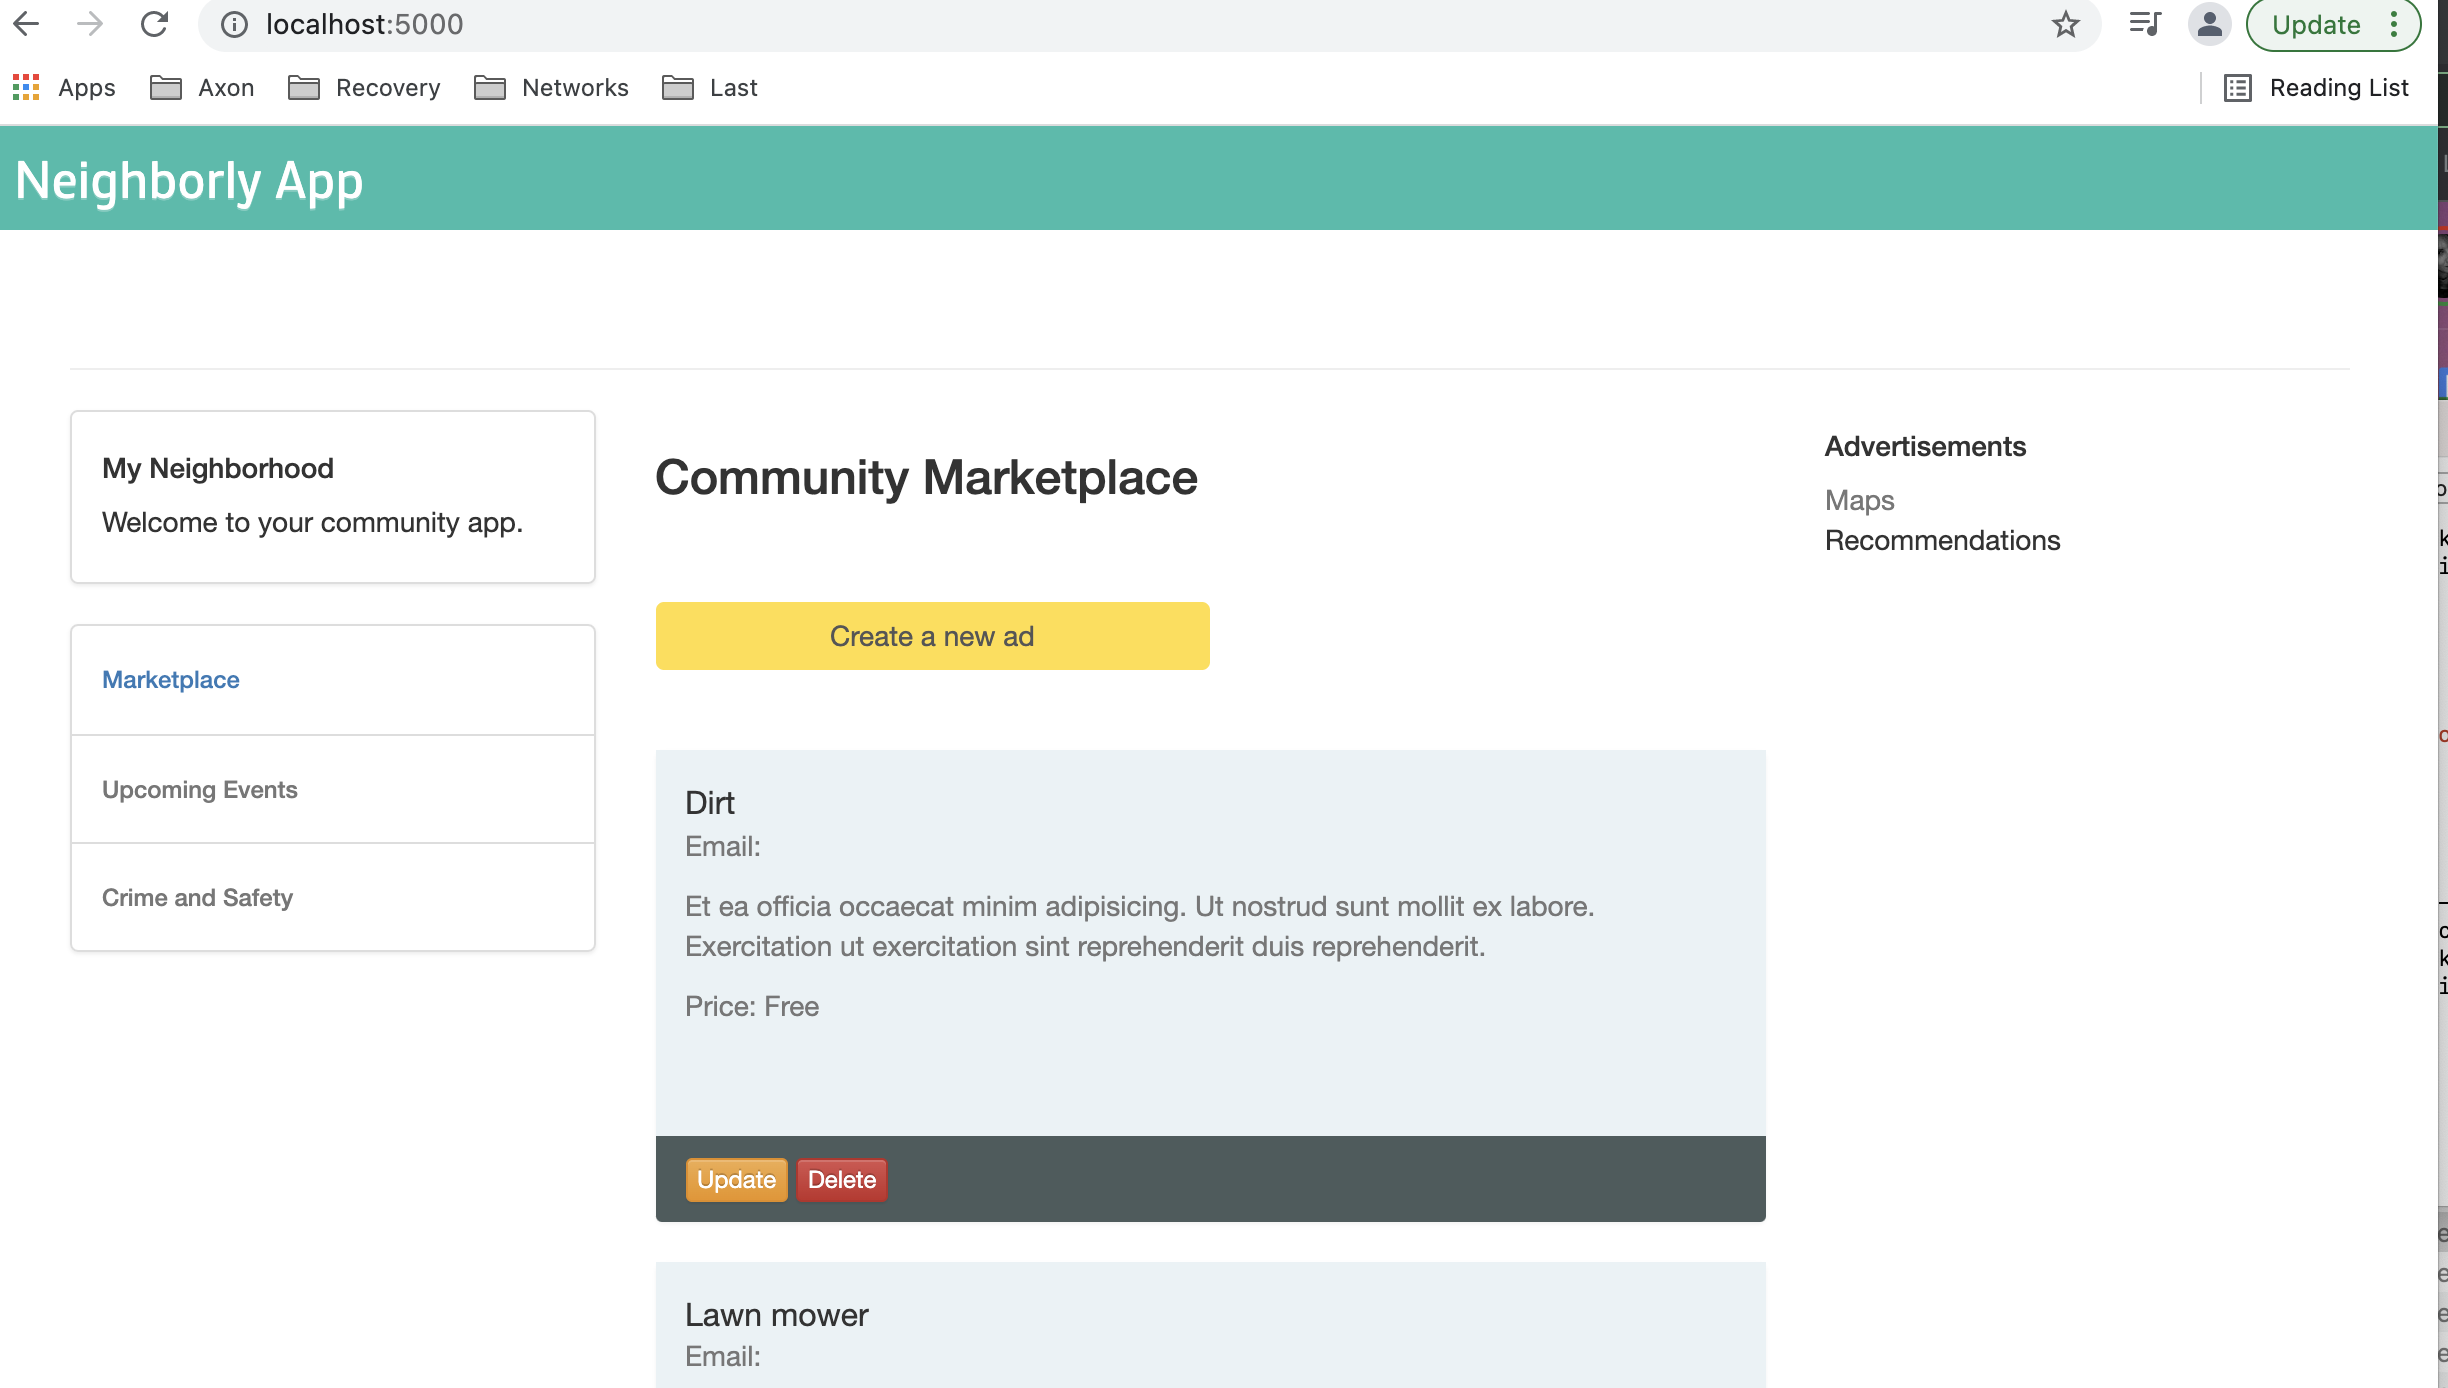 localhost:5000
Update
Apps
Axon
Recovery
Networks
Last
Reading List
Neighborly App
My Neighborhood
Welcome to your community app.
Marketplace
Upcoming Events
Crime and Safety
Community Marketplace
Create a new ad
Dirt
Email:
Et ea officia occaecat minim adipisicing. Ut nostrud sunt mollit ex labore.
Exercitation ut exercitation sint reprehenderit duis reprehenderit.
Price: Free
Update Delete
Lawn mower
Email:
Advertisements
Maps
Recommendations